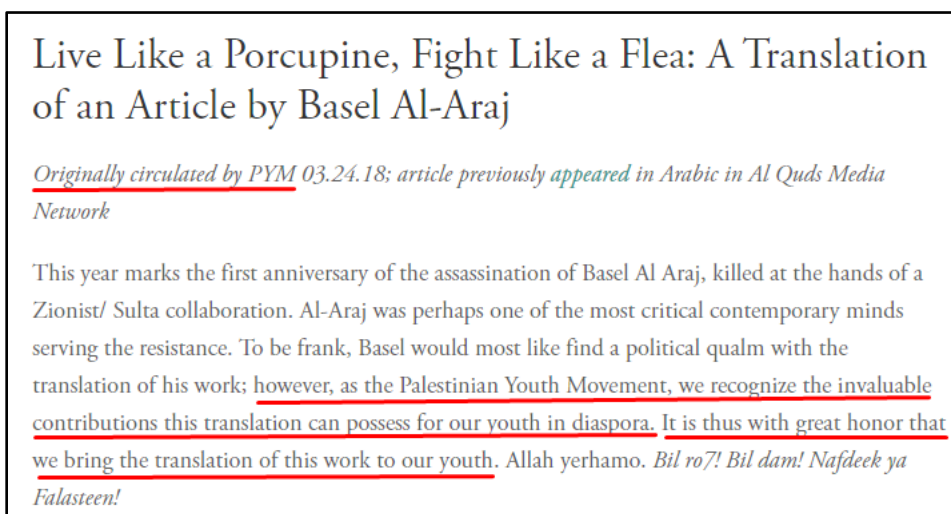 Live Like a Porcupine, Fight Like a Flea: A Translation
of an Article by Basel Al-Araj
Originally circulated by PYM 03.24.18; article previously appeared in Arabic in Al Quds Media
Network
This year marks the first anniversary of the assassination of Basel Al Araj, killed at the hands of a
Zionist/ Sulta collaboration. Al-Araj was perhaps one of the most critical contemporary minds
serving the resistance. To be frank, Basel would most like find a political qualm with the
translation of his work; however, as the Palestinian Youth Movement, we recognize the invaluable
contributions this translation can possess for our youth in diaspora. It is thus with great honor that
we bring the translation of this work to our youth. Allah yerhamo. Bil ro7! Bil dam! Nafdeek ya
Falasteen!